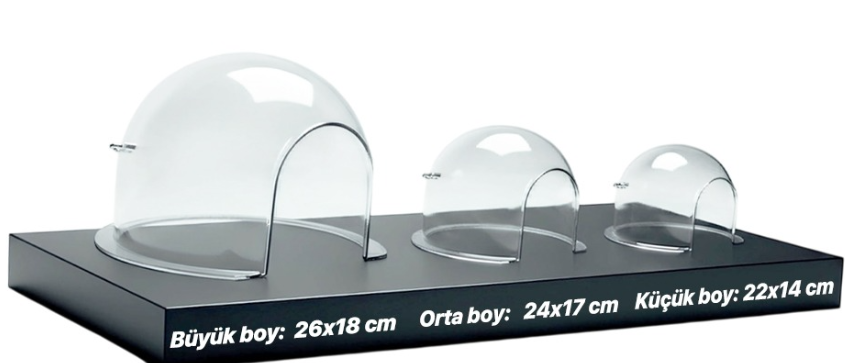 Büyük boy: 26x18 cm
Orta boy: 24x17 cm
Küçük boy: 22x14 cm